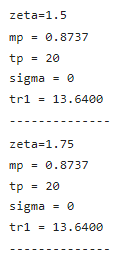 zeta=1.5
mp = 0.8737
tp = 20
sigma = 0
tr1 = 13.6400
--------------
zeta=1.75
mp = 0.8737
tp = 20
sigma = 0
tr1 = 13.6400
--------------